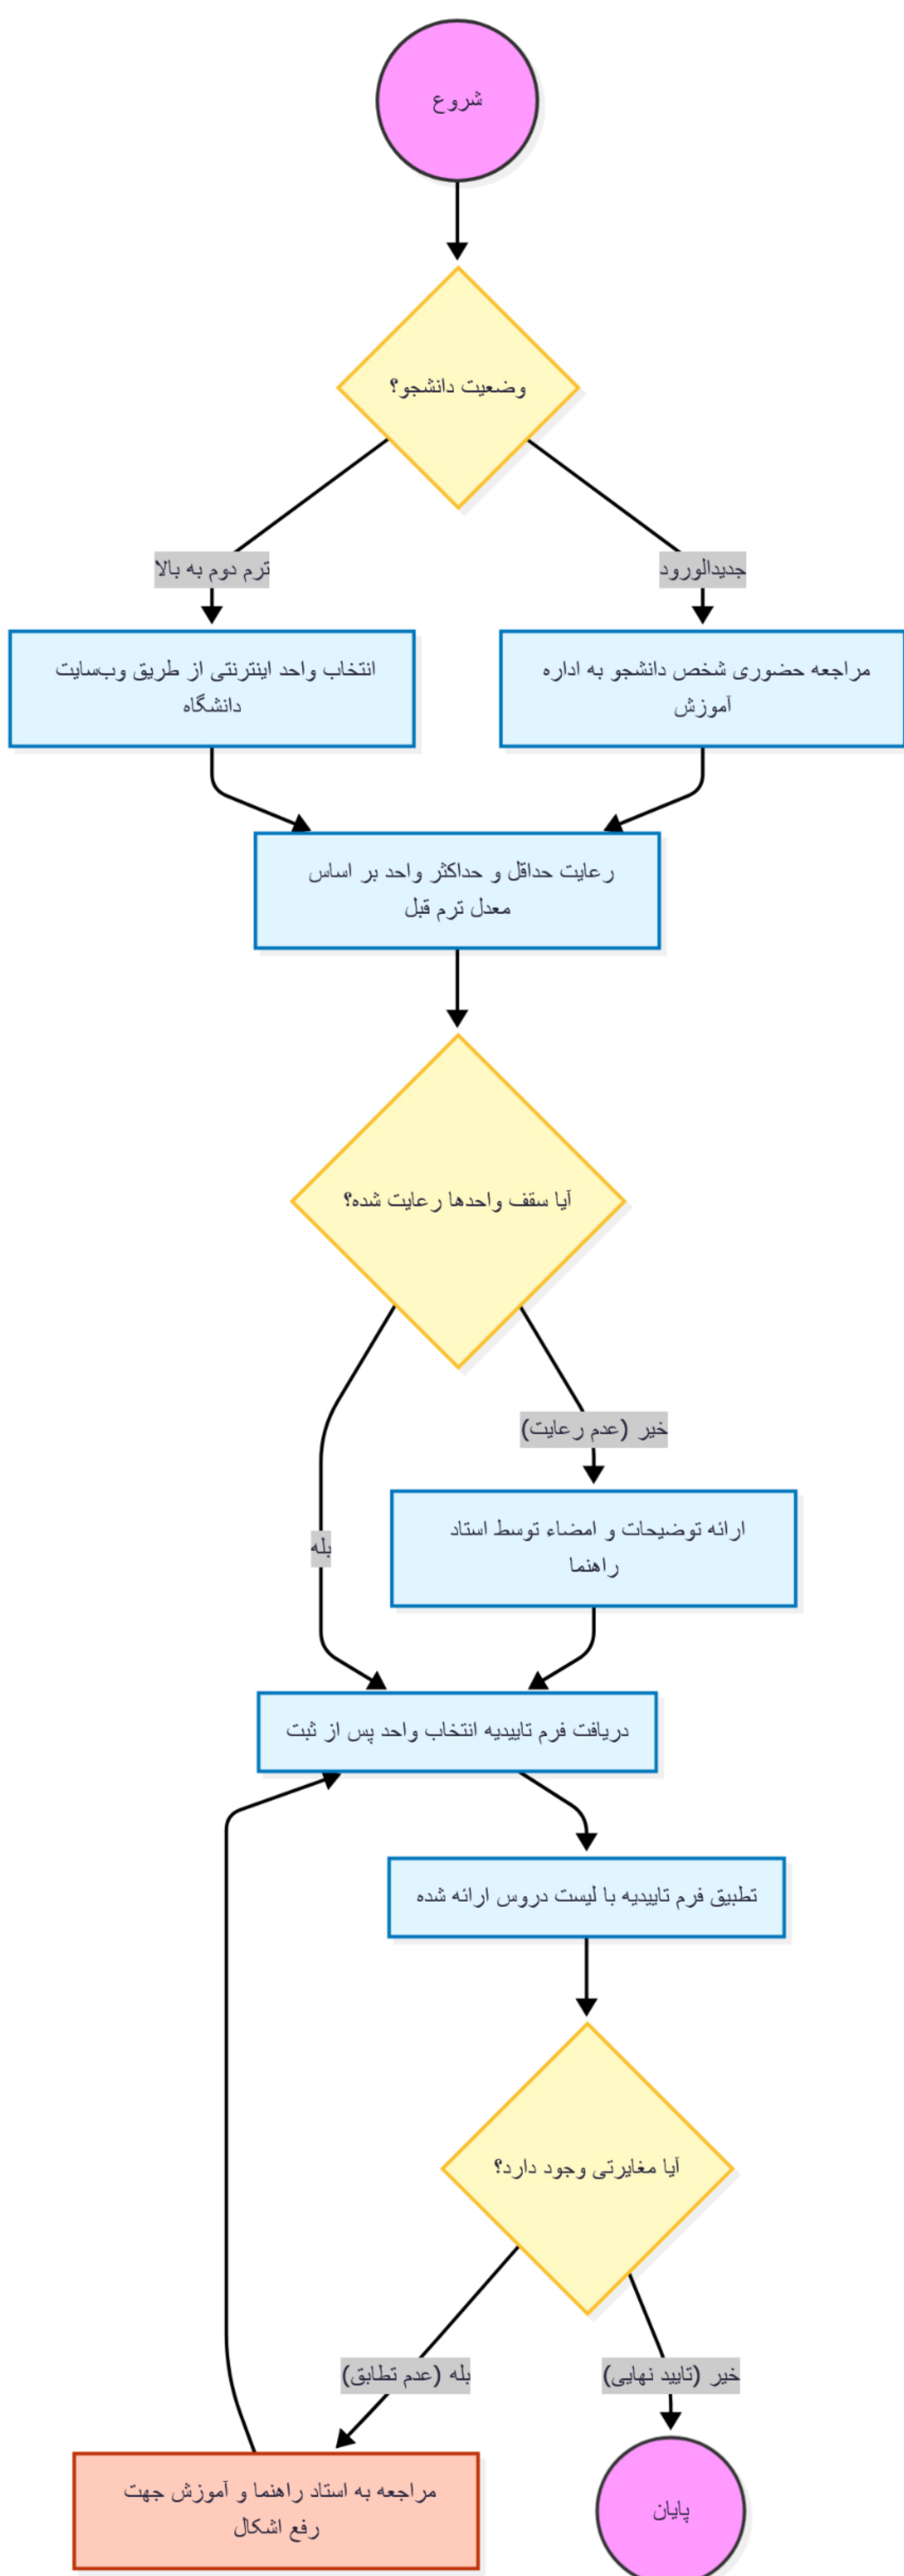 شروع
وضعیت دانشجو؟
جدیدالورود
ترم دوم به بالا
مراجعه حضوری شخص دانشجو به اداره
آموزش
انتخاب واحد اینترنتی از طریق وب‌سایت
دانشگاه
رعایت حداقل و حداکثر واحد بر اساس
معدل ترم قبل
آیا سقف واحدها رعایت شده؟
خیر (عدم رعایت)
ارائه توضیحات و امضاء توسط استاد
راهنما
بله
دریافت فرم تاییدیه انتخاب واحد پس از ثبت
تطبیق فرم تاییدیه با لیست دروس ارائه شده
آیا مغایرتی وجود دارد؟
خیر (تایید نهایی)
بله (عدم تطابق)
پایان
مراجعه به استاد راهنما و آموزش جهت
رفع اشکال